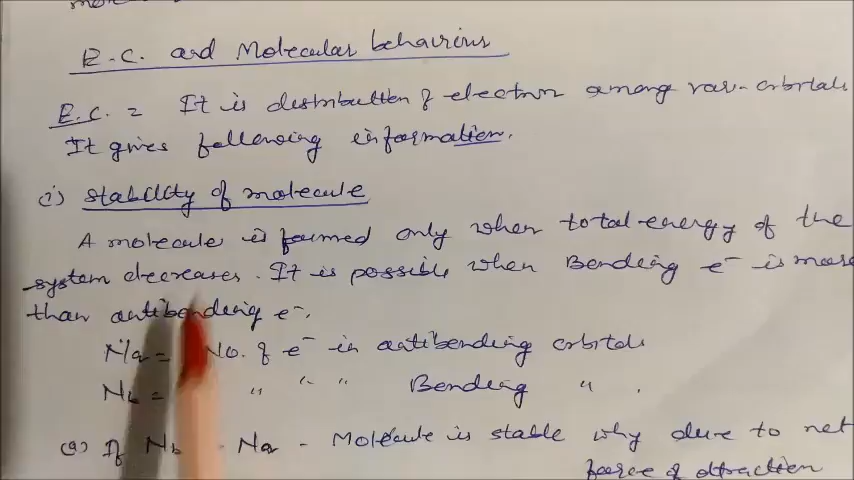 E.C. and Molecular behaviour
E.C. = It is distribution of electron among var. orbitals
It gives following information.
(i) Stability of molecule
A molecule is formed only when total energy of the
system decreases. It is possible when Bonding e⁻ is more
than antibonding e⁻.
Na = No. of e⁻ in antibonding orbitals
Nb = " " " Bonding " .
(a) If Nb Na - Molecule is stable why due to net
force of attraction